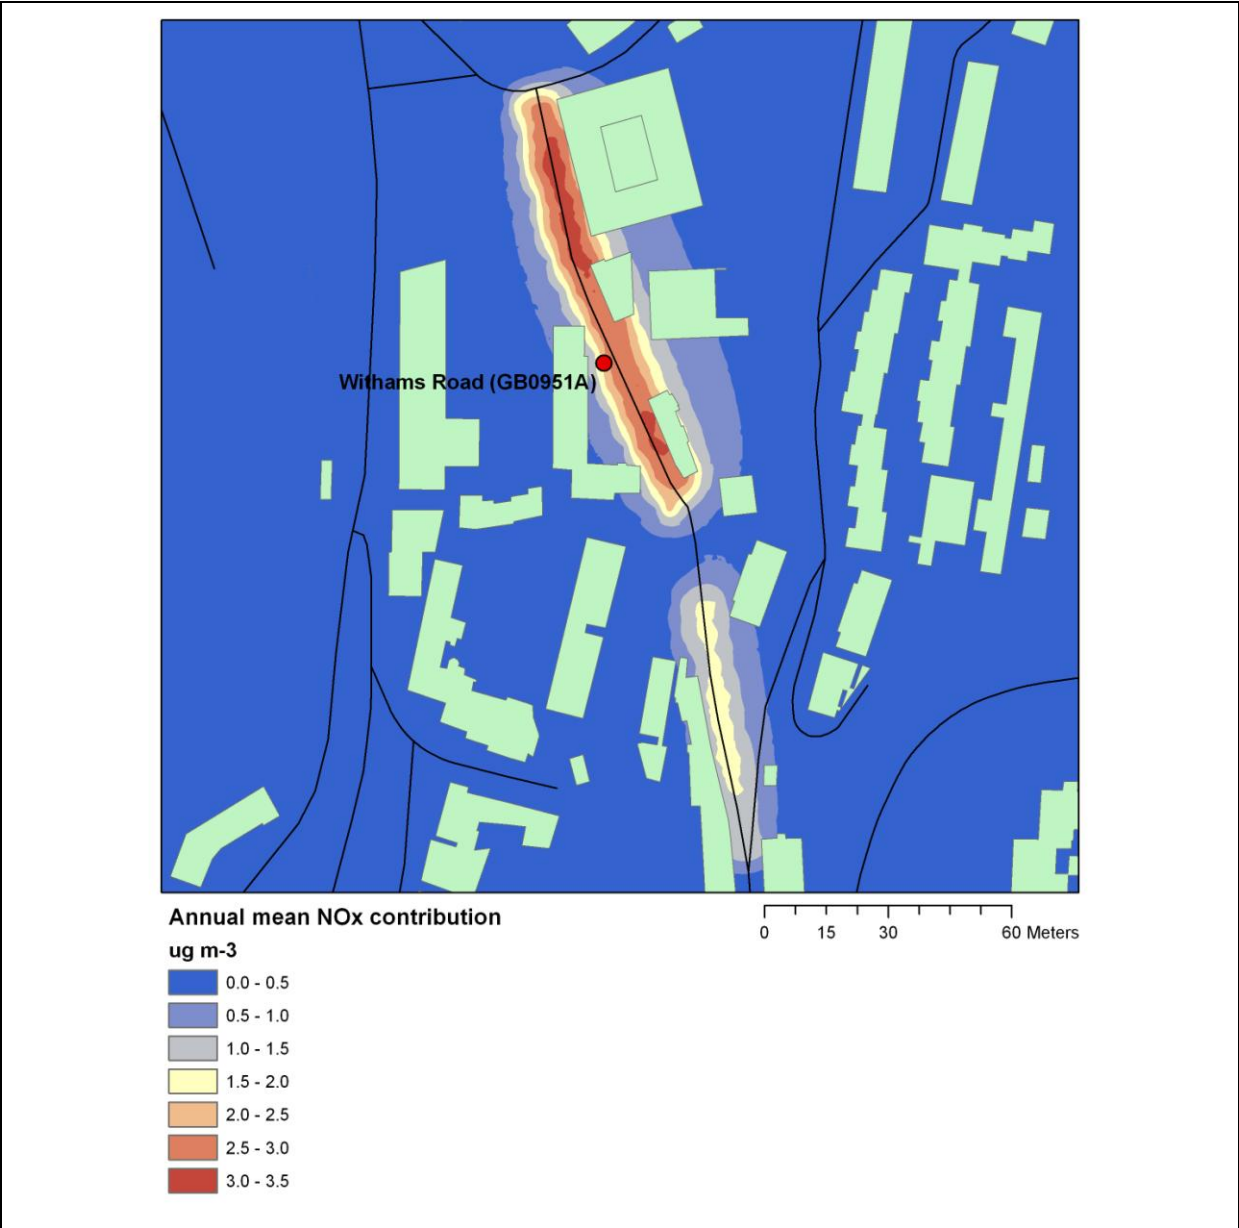 Withams Road (GB0951A)
Annual mean NOx contribution
ug m-3
0.0 - 0.5
0.5 - 1.0
1.0 - 1.5
1.5 - 2.0
2.0 - 2.5
2.5 - 3.0
3.0 - 3.5
0 15 30 60 Meters